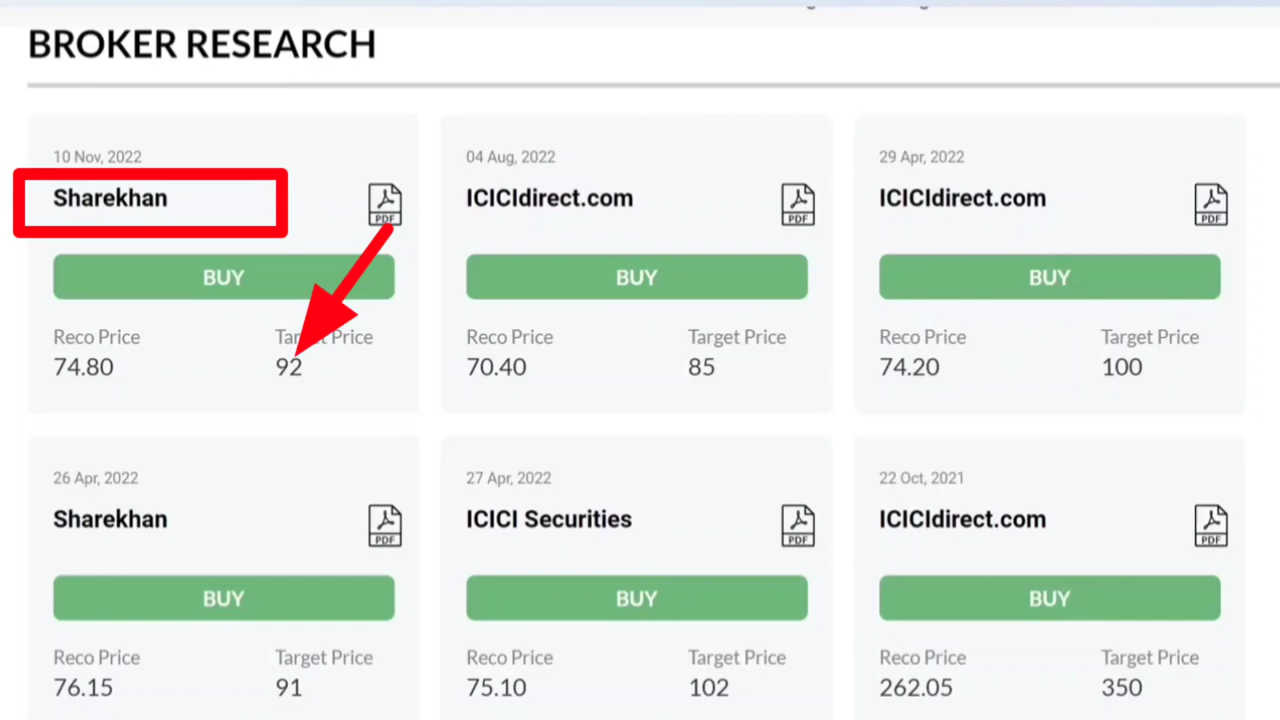 BROKER RESEARCH
10 Nov, 2022
Sharekhan
PDF
BUY
Reco Price
Target Price
74.80
92
04 Aug, 2022
ICICIdirect.com
PDF
BUY
Reco Price
Target Price
70.40
85
29 Apr, 2022
ICICIdirect.com
PDF
BUY
Reco Price
Target Price
74.20
100
26 Apr, 2022
Sharekhan
PDF
BUY
Reco Price
Target Price
76.15
91
27 Apr, 2022
ICICI Securities
PDF
BUY
Reco Price
Target Price
75.10
102
22 Oct, 2021
ICICIdirect.com
PDF
BUY
Reco Price
Target Price
262.05
350